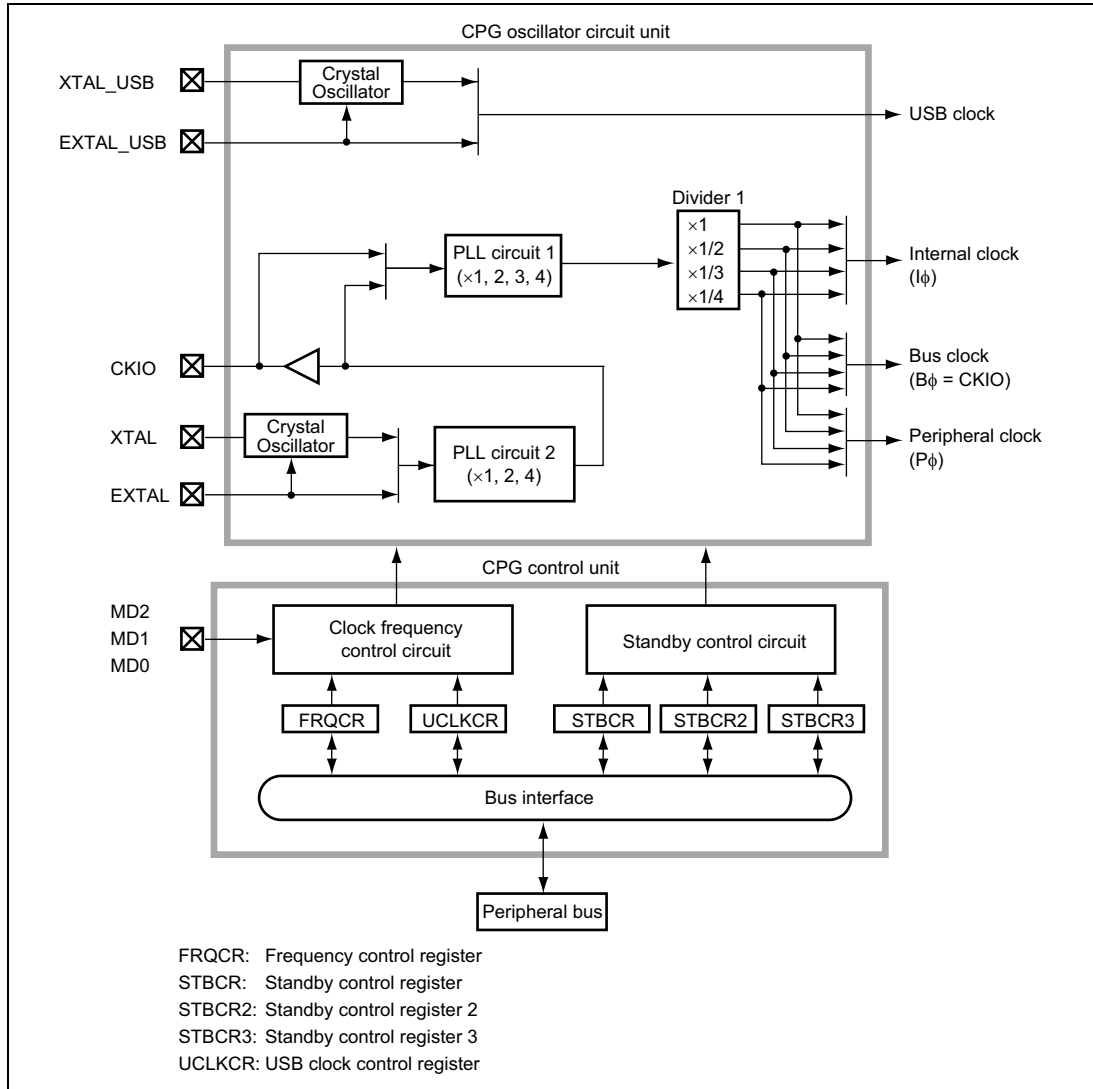 CPG oscillator circuit unit
XTAL_USB
Crystal
Oscillator
USB clock
EXTAL_USB
Divider 1
×1
×1/2
×1/3
×1/4
PLL circuit 1
(×1, 2, 3, 4)
Internal clock
(Iϕ)
CKIO
Bus clock
(Bϕ = CKIO)
XTAL
Crystal
Oscillator
PLL circuit 2
(×1, 2, 4)
Peripheral clock
(Pϕ)
EXTAL
CPG control unit
MD2
MD1
MD0
Clock frequency
control circuit
Standby control circuit
FRQCR
UCLKCR
STBCR
STBCR2
STBCR3
Bus interface
Peripheral bus
FRQCR: Frequency control register
STBCR: Standby control register
STBCR2: Standby control register 2
STBCR3: Standby control register 3
UCLKCR: USB clock control register